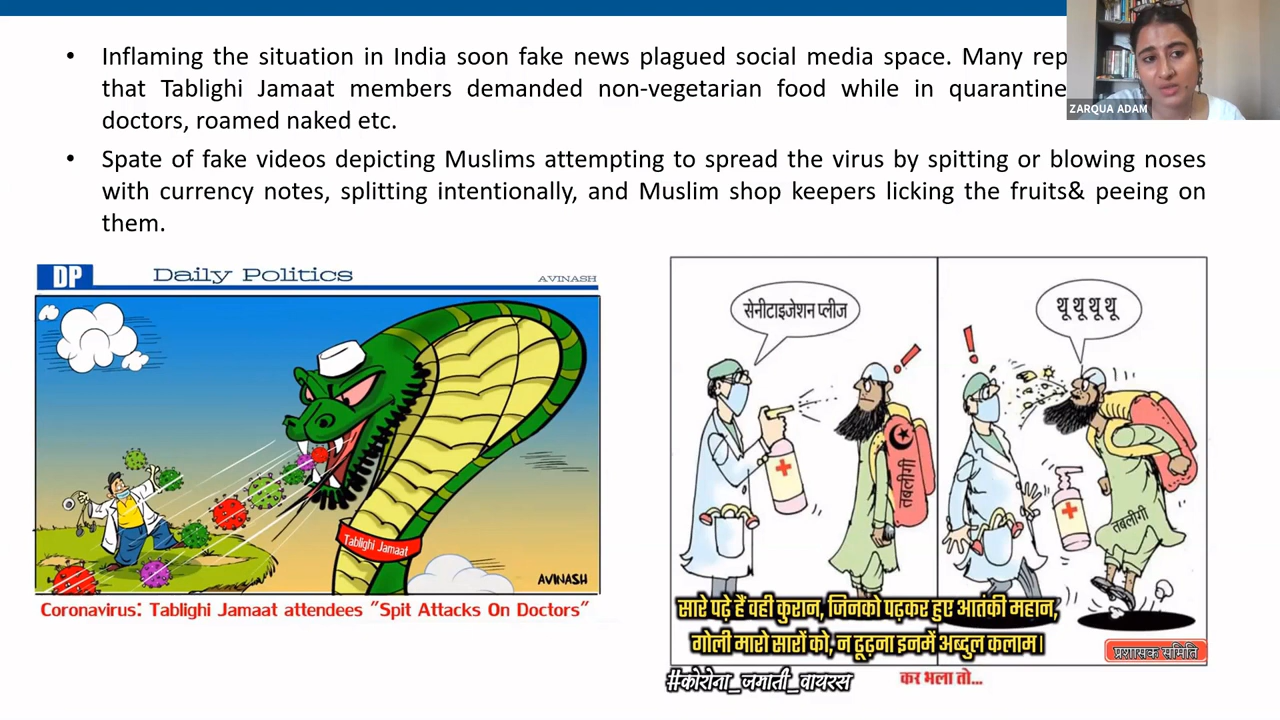 • Inflaming the situation in India soon fake news plagued social media space. Many
that Tablighi Jamaat members demanded non-vegetarian food while in quarantine
doctors, roamed naked etc.
• Spate of fake videos depicting Muslims attempting to spread the virus by spitting or blowing noses
with currency notes, splitting intentionally, and Muslim shop keepers licking the fruits& peeing on
them.
ZARQUA ADAM
DP Daily Politics AVINASH
Tablighi Jamaat
AVINASH
Coronavirus: Tablighi Jamaat attendees "Spit Attacks On Doctors"
सेनीटाइजेशन प्लीज
थू थू थू थू
तबलीगी
तबलीगी
सारे पढ़े हैं वही कुरान, जिनको पढ़कर हुए आतकी महान,
गोली मारो सारों को, न ढूढ़ना इनमें अब्दुल कलाम।
प्रशासक समिति
#कोरोना_जमाती_वायरस
कर भला तो...